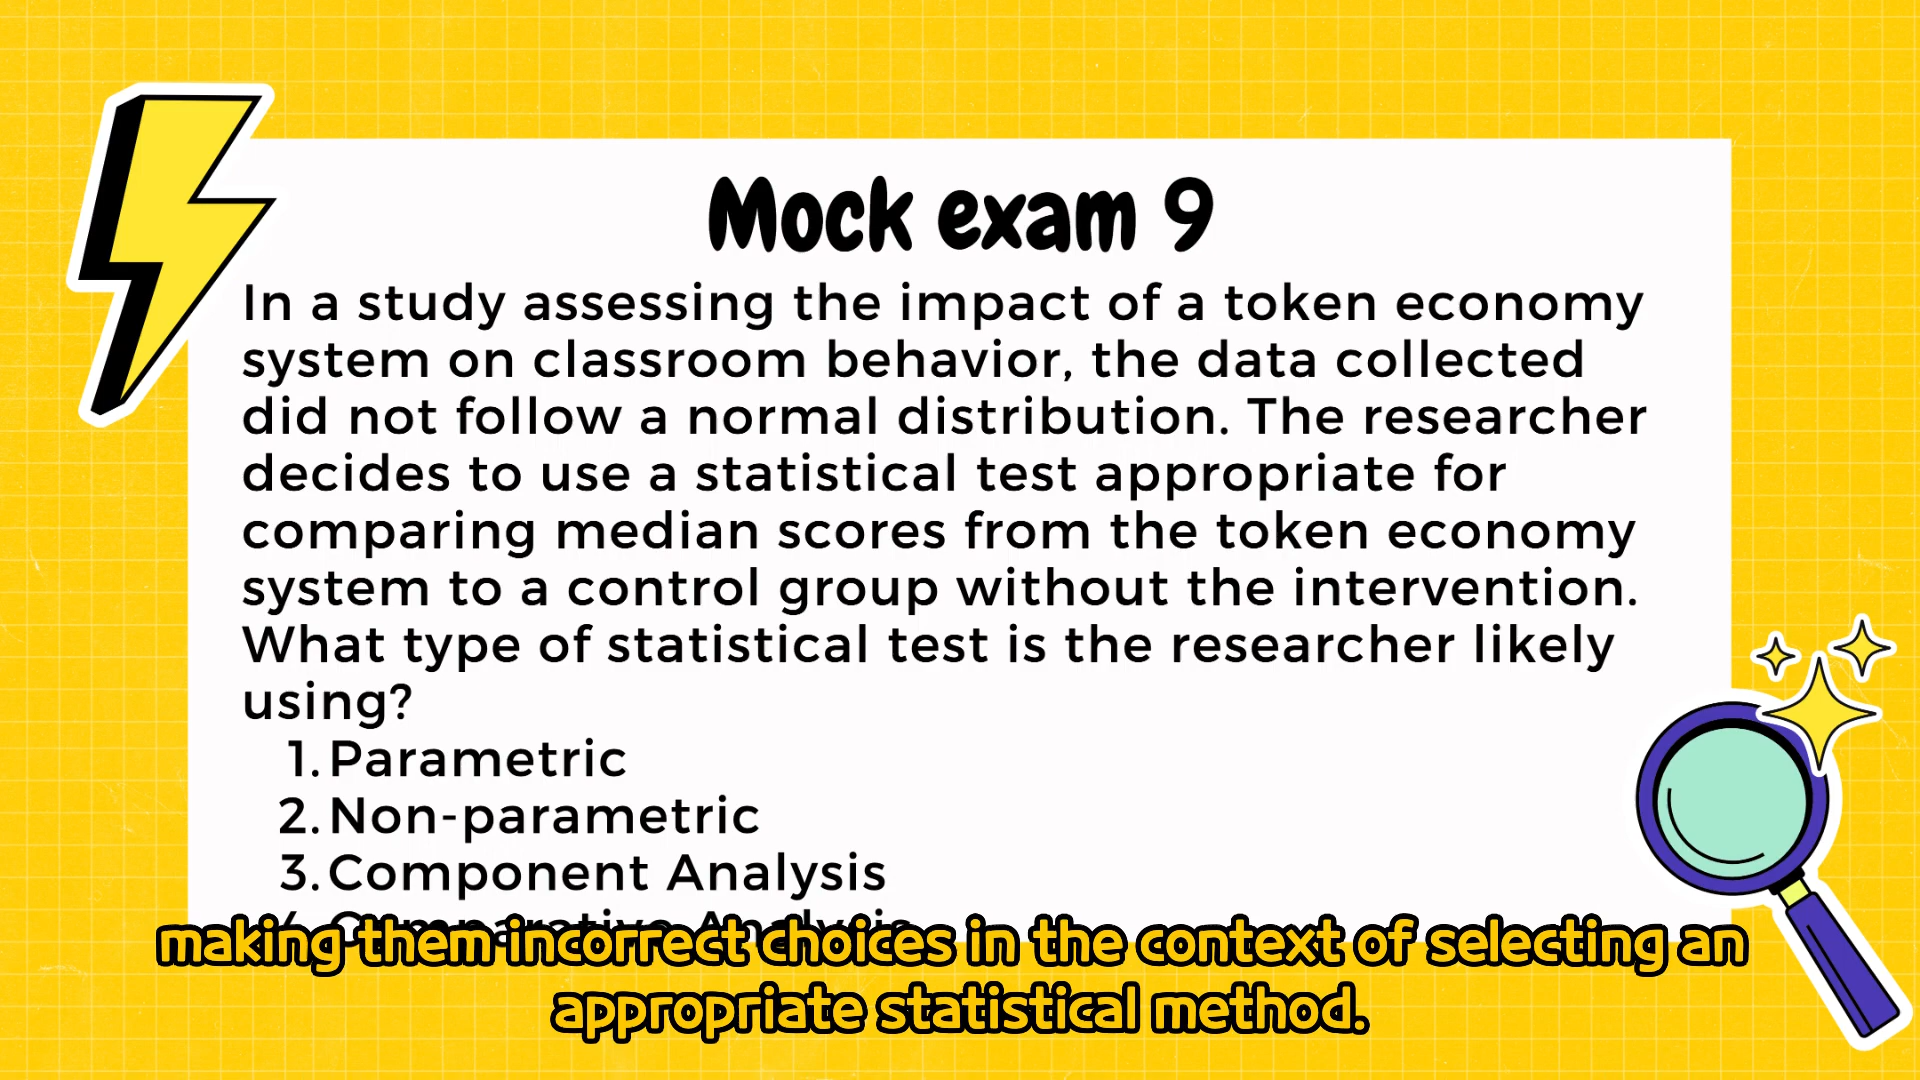 Mock exam 9
In a study assessing the impact of a token economy
system on classroom behavior, the data collected
did not follow a normal distribution. The researcher
decides to use a statistical test appropriate for
comparing median scores from the token economy
system to a control group without the intervention.
What type of statistical test is the researcher likely
using?
1. Parametric
2. Non-parametric
3. Component Analysis
4. Comparative Analysis
making them incorrect choices in the context of selecting an
appropriate statistical method.